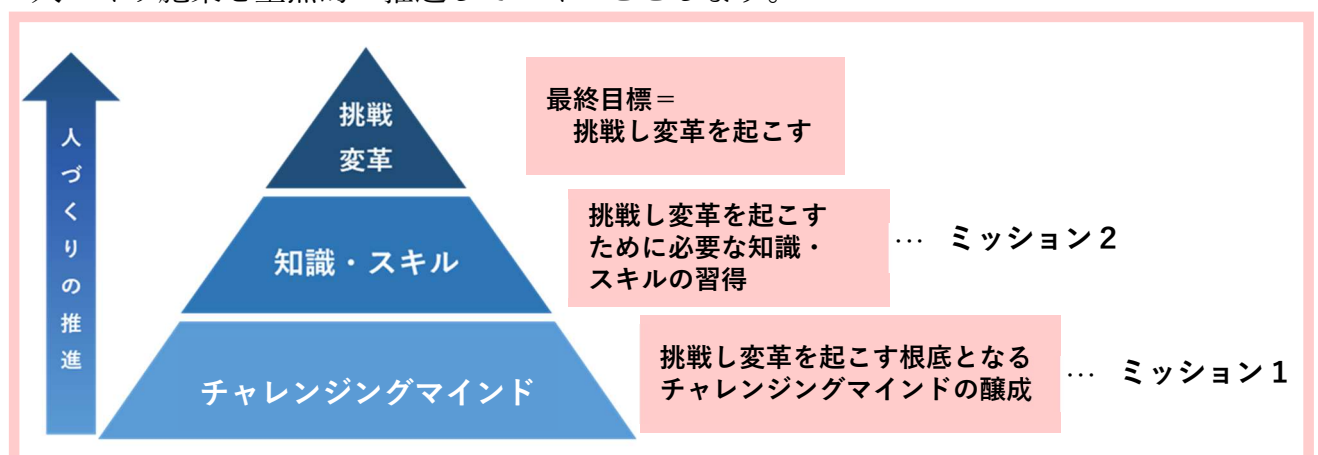 人づくりの推進
挑戦
変革
最終目標＝
挑戦し変革を起こす
知識・スキル
挑戦し変革を起こす
ために必要な知識・
スキルの習得
… ミッション２
チャレンジングマインド
挑戦し変革を起こす根底となる
チャレンジングマインドの醸成
… ミッション１